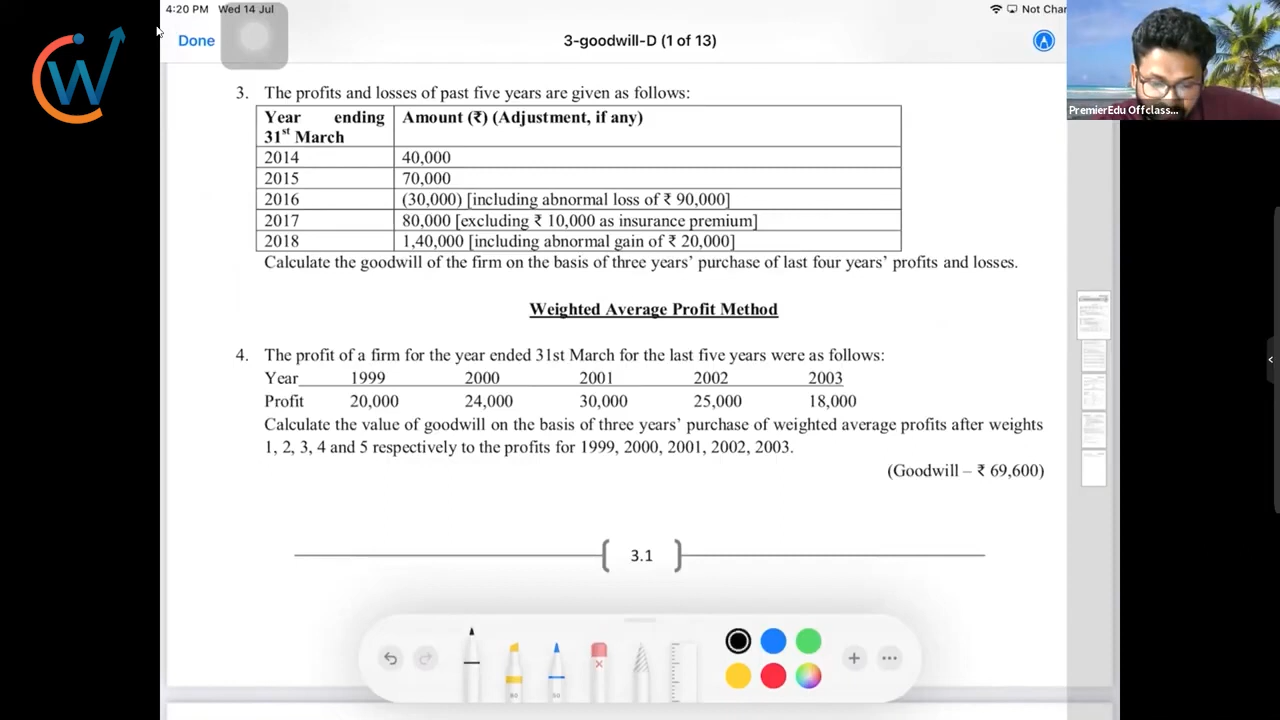 4:20 PM Wed 14 Jul
Not Char
Done
3-goodwill-D (1 of 13)
W
PremierEdu Offclass...
3. The profits and losses of past five years are given as follows:
Year ending 31st March Amount (₹) (Adjustment, if any)
2014 40,000
2015 70,000
2016 (30,000) [including abnormal loss of ₹ 90,000]
2017 80,000 [excluding ₹ 10,000 as insurance premium]
2018 1,40,000 [including abnormal gain of ₹ 20,000]
Calculate the goodwill of the firm on the basis of three years’ purchase of last four years’ profits and losses.
Weighted Average Profit Method
4. The profit of a firm for the year ended 31st March for the last five years were as follows:
Year 1999 2000 2001 2002 2003
Profit 20,000 24,000 30,000 25,000 18,000
Calculate the value of goodwill on the basis of three years’ purchase of weighted average profits after weights
1, 2, 3, 4 and 5 respectively to the profits for 1999, 2000, 2001, 2002, 2003.
(Goodwill – ₹ 69,600)
3.1